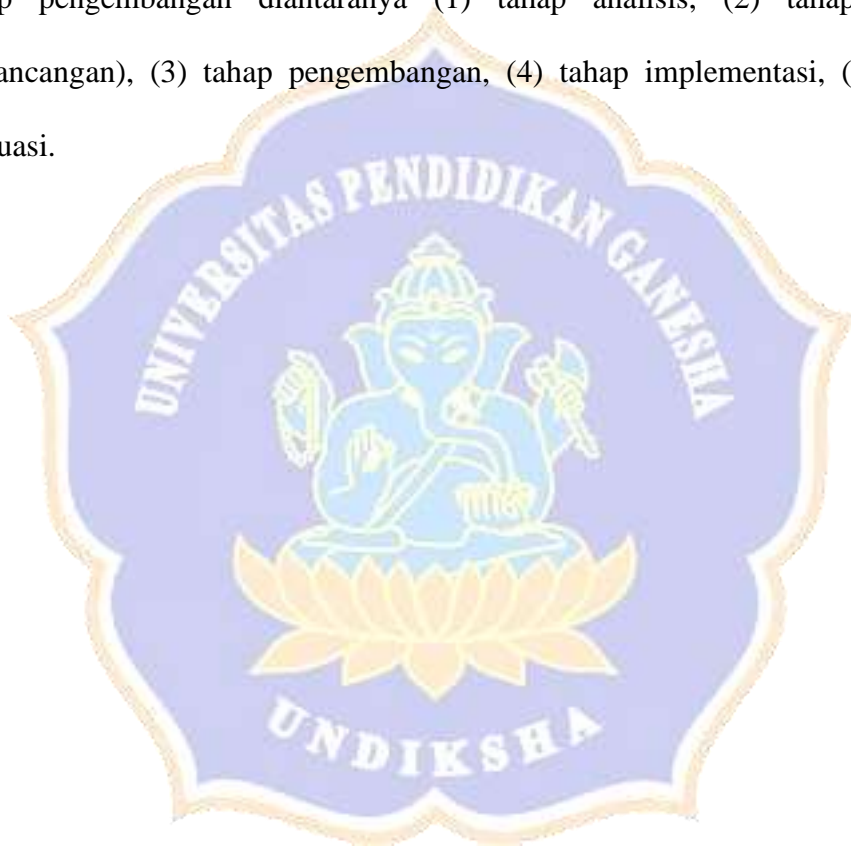 p pengembangan diantaranya (1) tahap analisis, (2) tahap
ancangan), (3) tahap pengembangan, (4) tahap implementasi, (
uasi.
UNIVERSITAS PENDIDIKAN GANESHA
UNDIKSHA